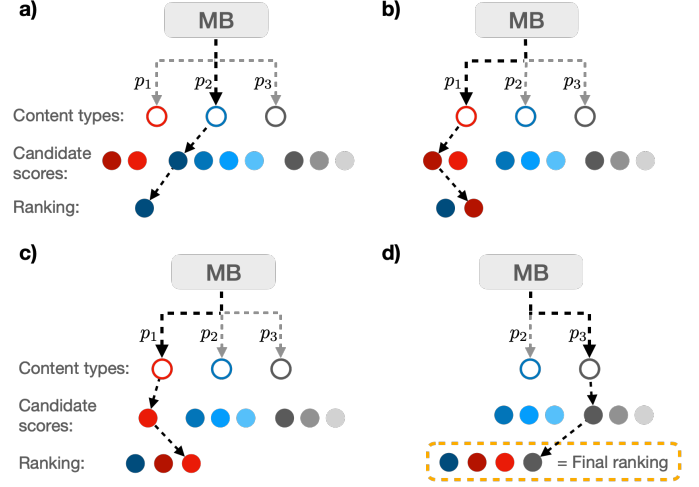 a)
MB
p1 p2 p3
Content types:
Candidate
scores:
Ranking:
b)
MB
p1 p2 p3
c)
MB
p1 p2 p3
Content types:
Candidate
scores:
Ranking:
d)
MB
p2 p3
= Final ranking